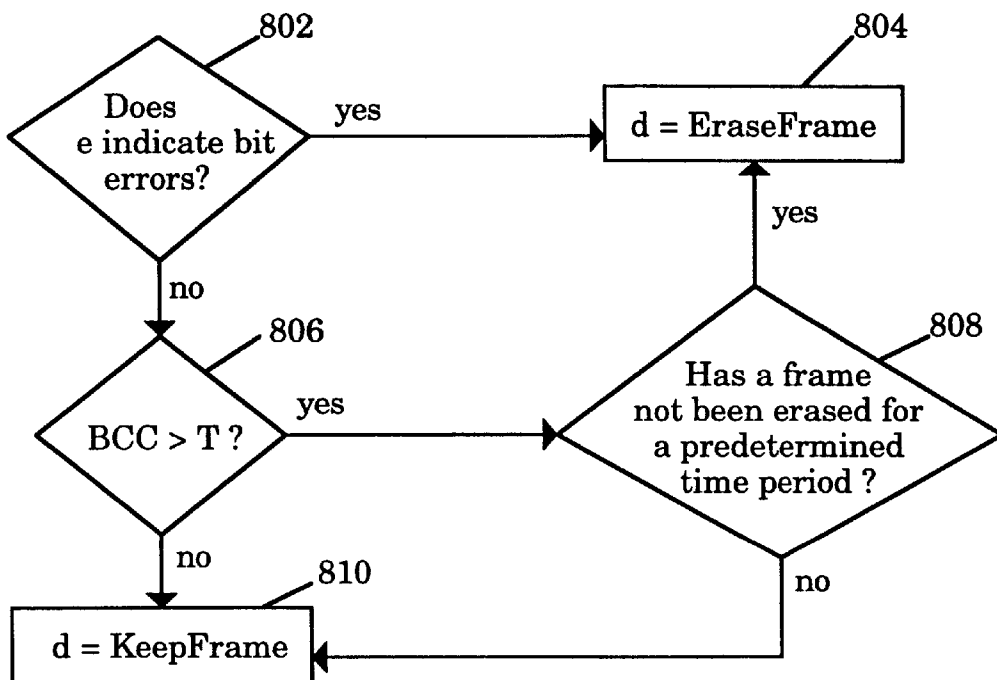 802
Does
e indicate bit
errors?
yes
804
d = EraseFrame
yes
no
806
BCC > T ?
yes
808
Has a frame
not been erased for
a predetermined
time period ?
no
no
810
d = KeepFrame